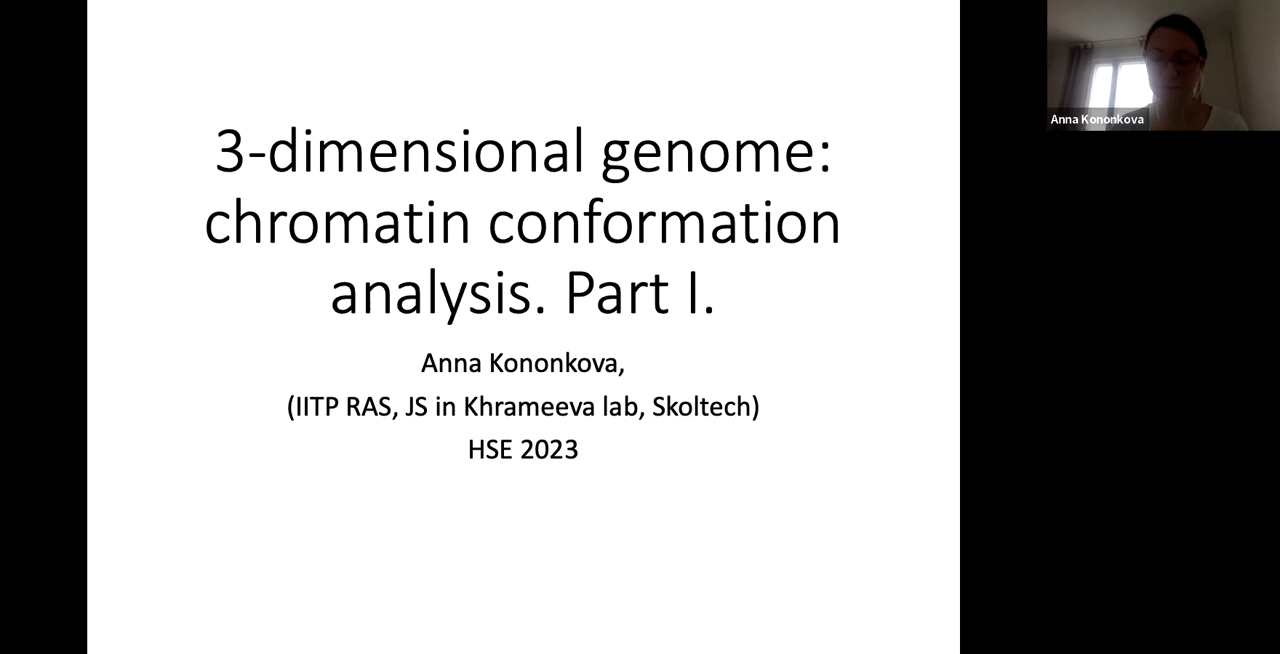 3-dimensional genome:
chromatin conformation
analysis. Part I.
Anna Kononkova,
(IITP RAS, JS in Khrameeva lab, Skoltech)
HSE 2023
Anna Kononkova